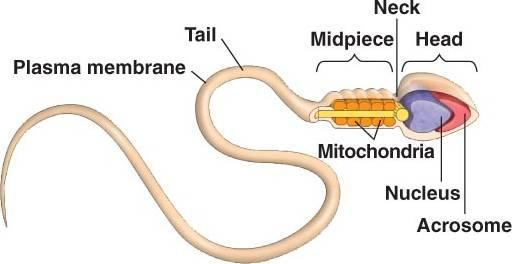 Neck
Tail
Midpiece
Head
Plasma membrane
Mitochondria
Nucleus
Acrosome